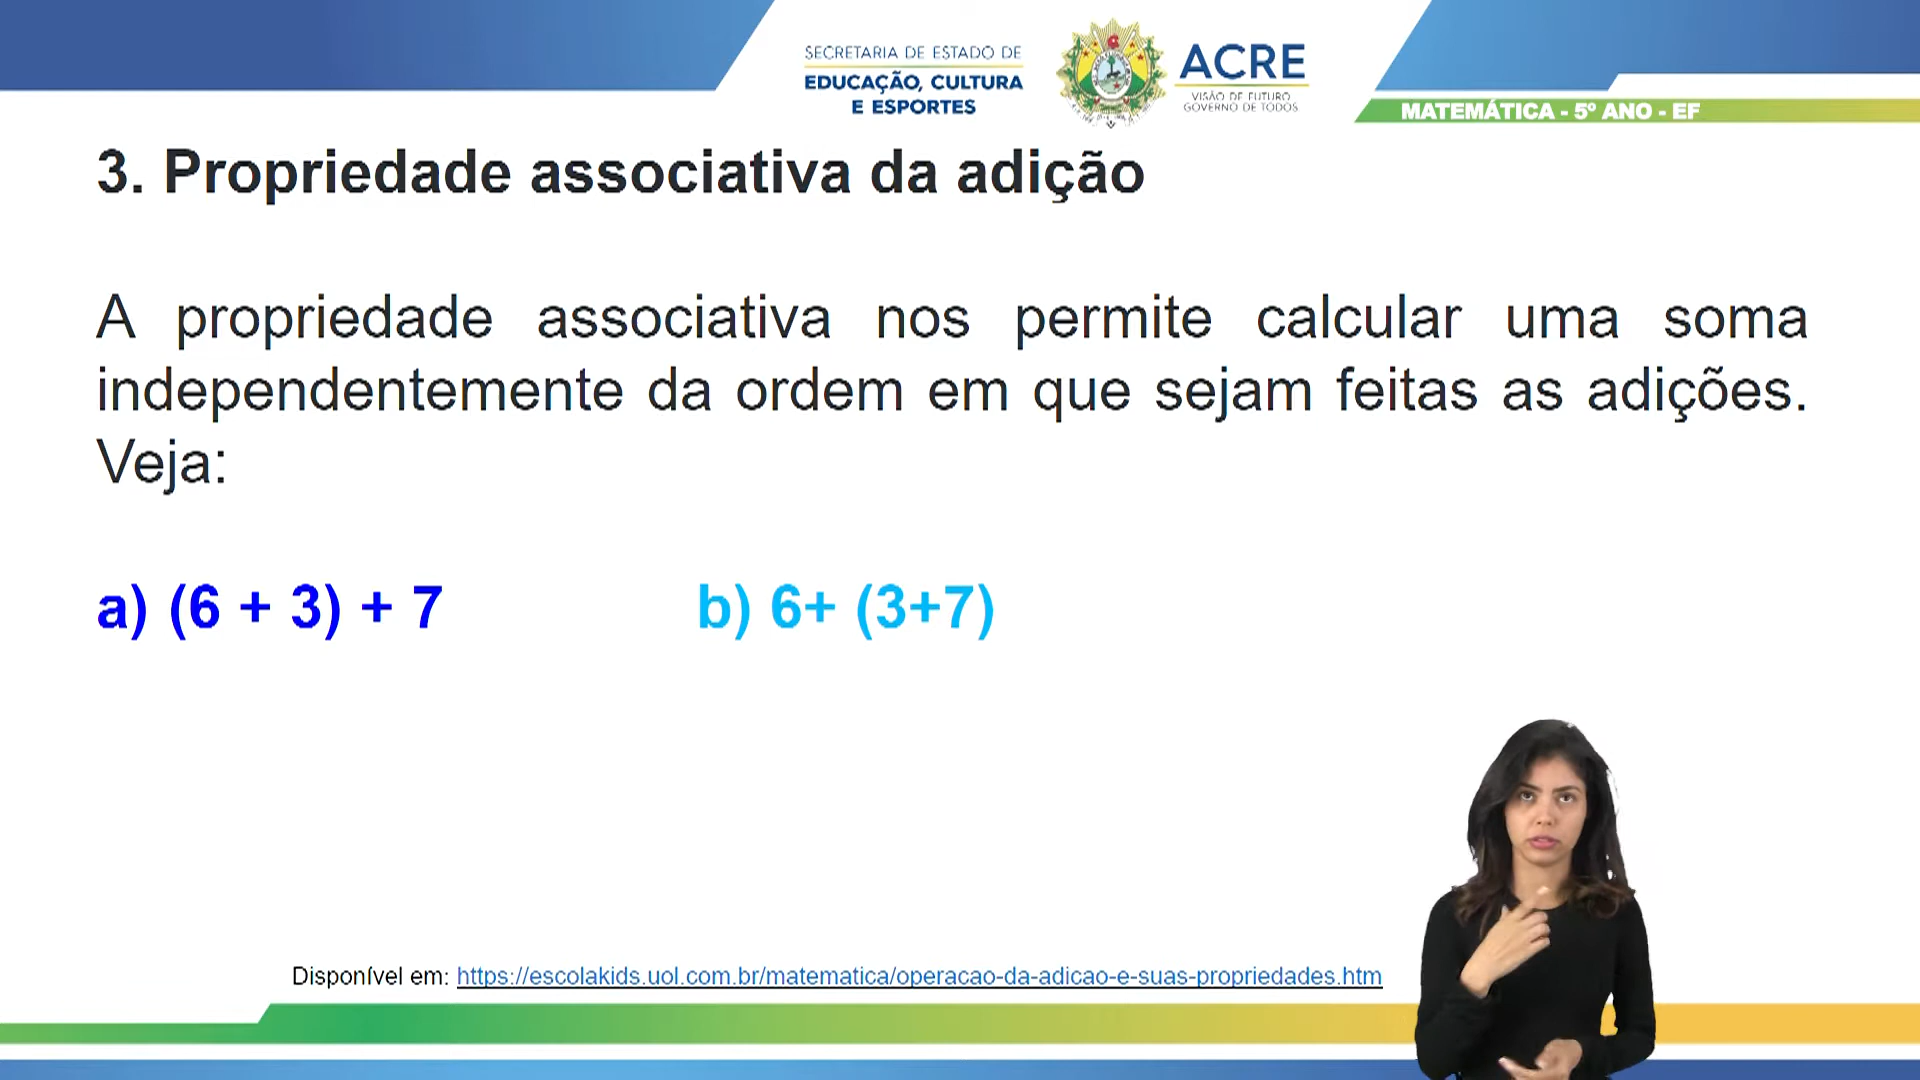 SECRETARIA DE ESTADO DE
EDUCAÇÃO, CULTURA
E ESPORTES
ACRE
VISÃO DE FUTURO
GOVERNO DE TODOS
MATEMÁTICA - 5º ANO - EF
3. Propriedade associativa da adição
A propriedade associativa nos permite calcular uma soma
independentemente da ordem em que sejam feitas as adições.
Veja:
a) (6 + 3) + 7 b) 6+ (3+7)
Disponível em: https://escolakids.uol.com.br/matematica/operacao-da-adicao-e-suas-propriedades.htm